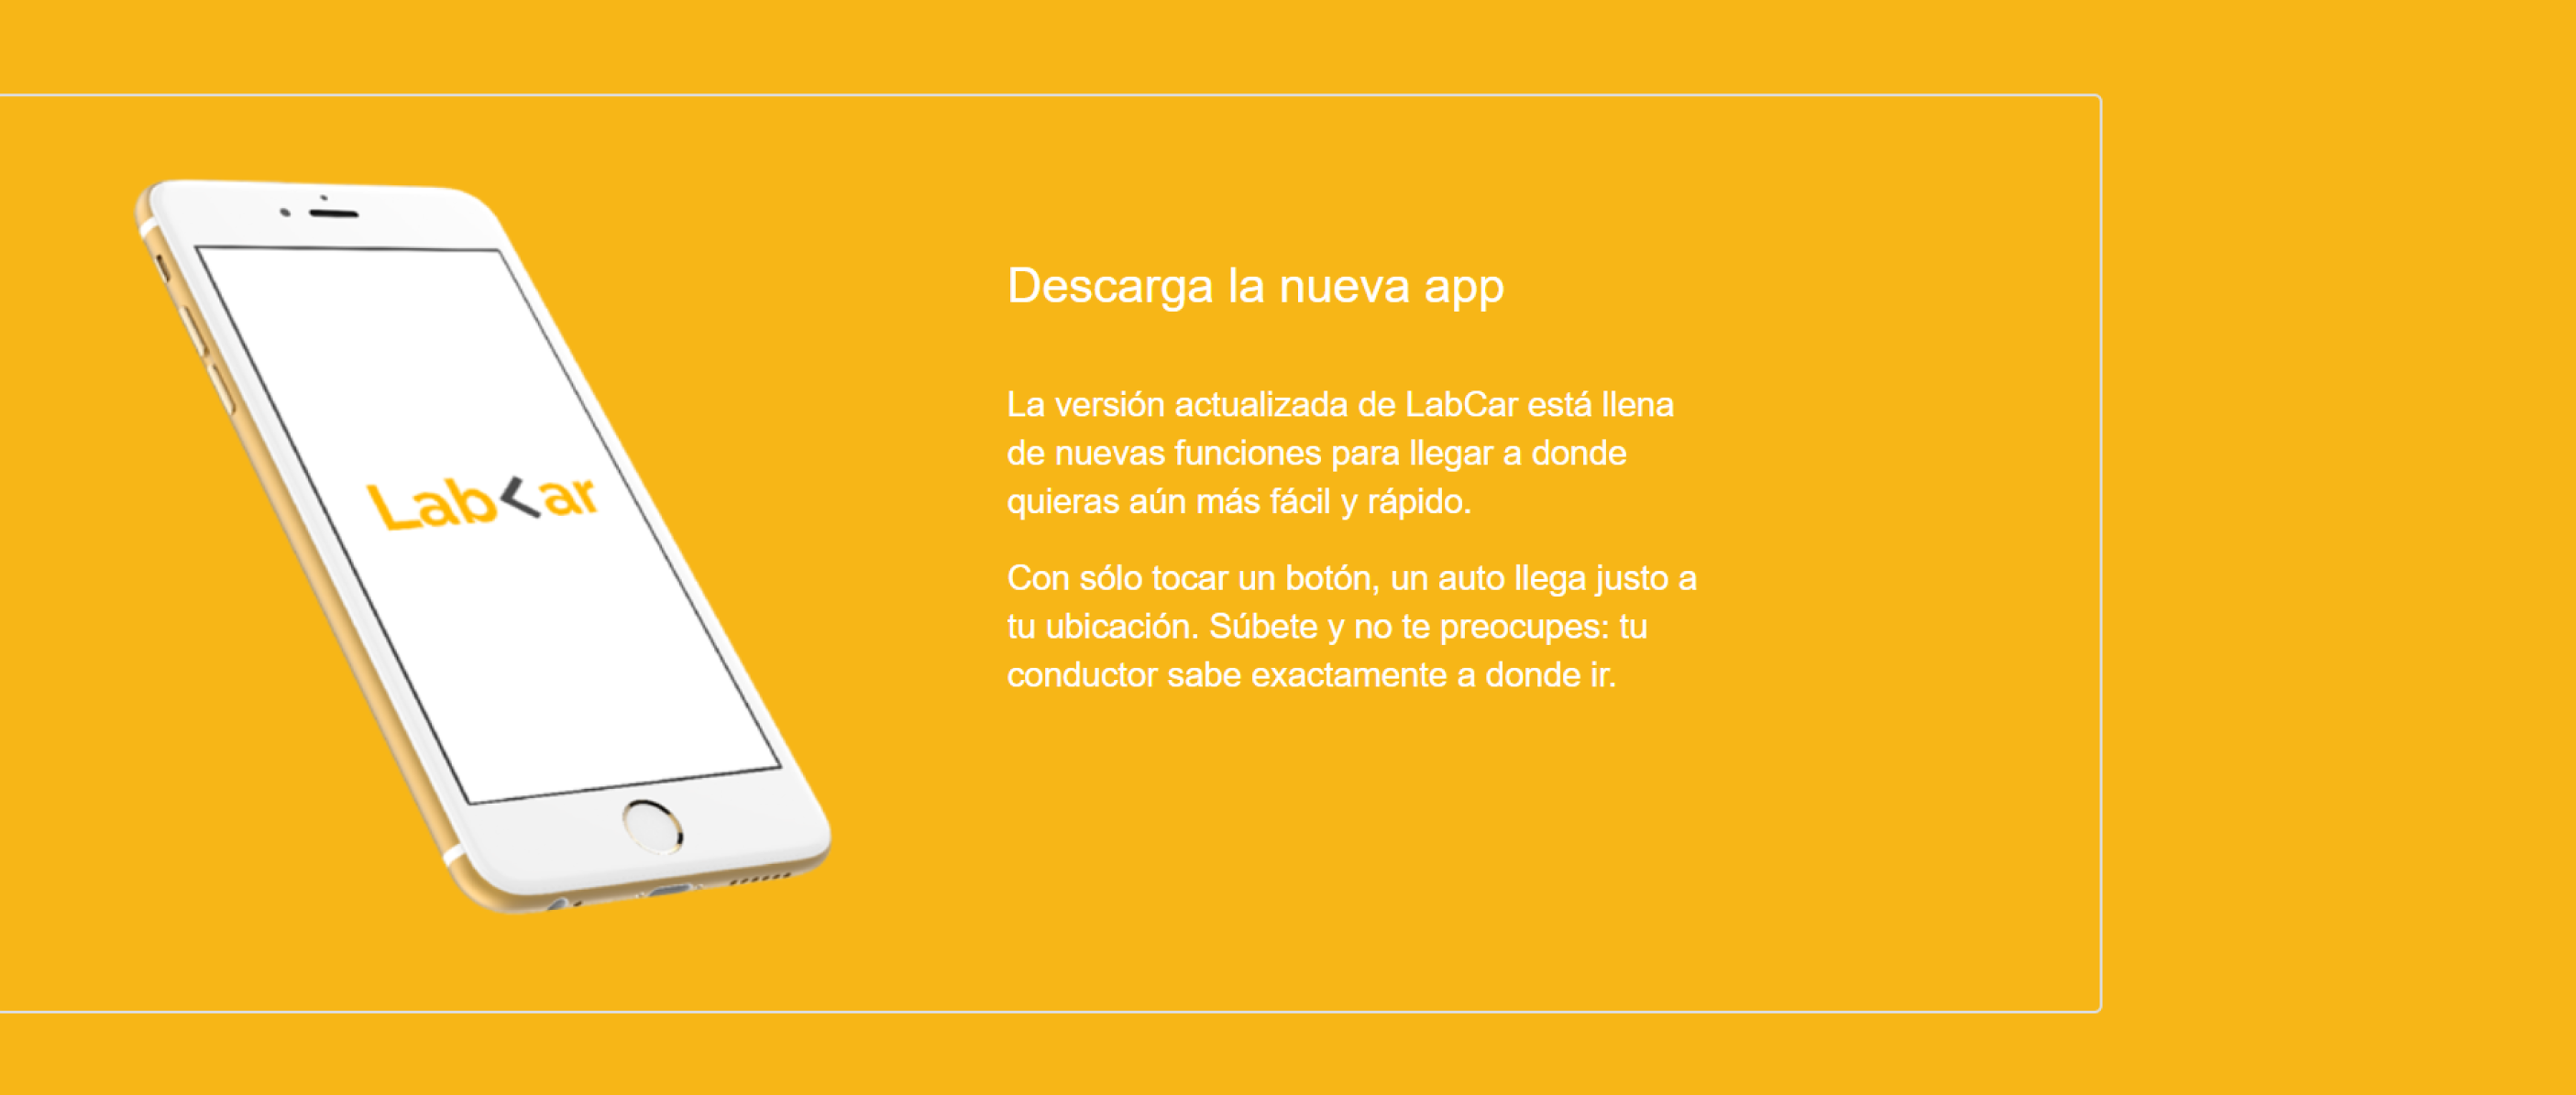 LabCar
Descarga la nueva app
La versión actualizada de LabCar está llena
de nuevas funciones para llegar a donde
quieras aún más fácil y rápido.
Con sólo tocar un botón, un auto llega justo a
tu ubicación. Súbete y no te preocupes: tu
conductor sabe exactamente a donde ir.